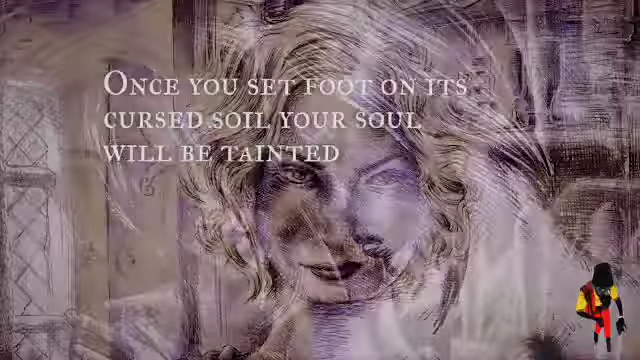 Once you set foot on its
cursed soil your soul
will be tainted